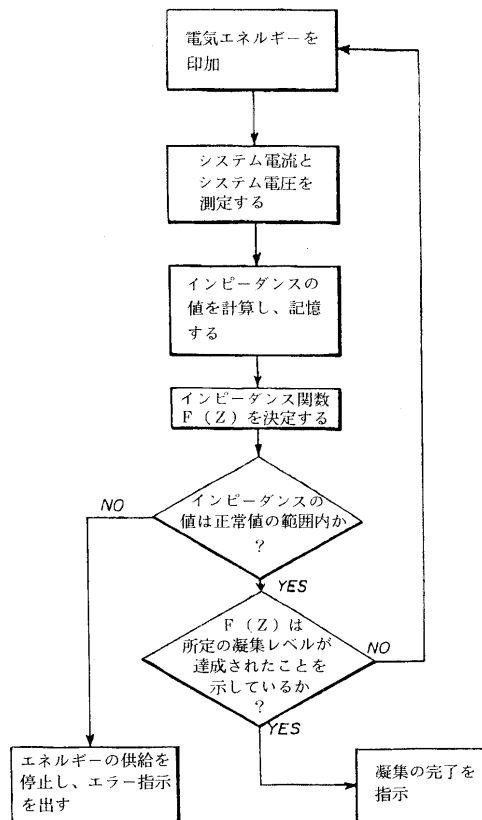 電気エネルギーを
印加
システム電流と
システム電圧を
測定する
インピーダンスの
値を計算し、記憶
する
インピーダンス関数
F(Z)を決定する
インピーダンスの
値は正常値の範囲内か
?
NO
YES
F(Z)は
所定の凝集レベルが
達成されたことを
示しているか
?
NO
YES
エネルギーの供給を
停止し、エラー指示
を出す
凝集の完了を
指示